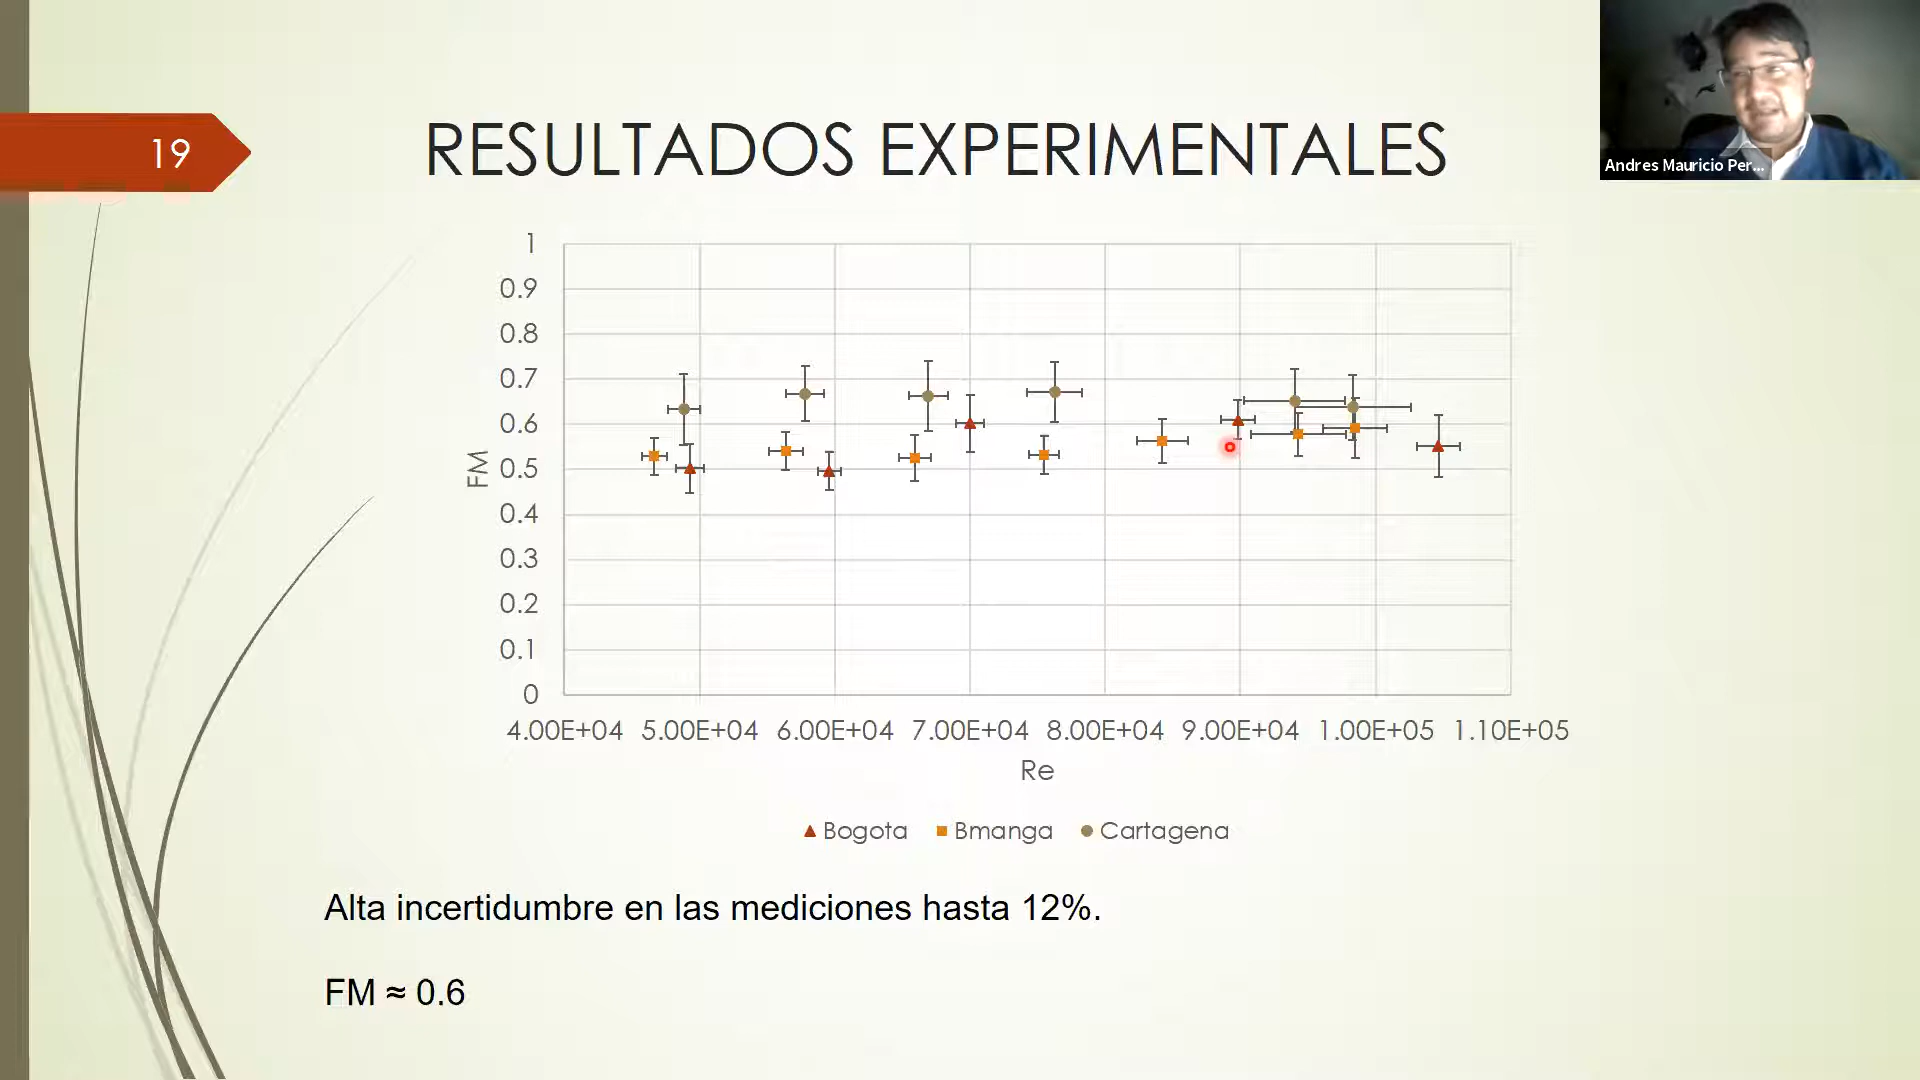 19
RESULTADOS EXPERIMENTALES
Andres Mauricio Per...
1
0.9
0.8
0.7
0.6
0.5
0.4
0.3
0.2
0.1
0
FM
4.00E+04 5.00E+04 6.00E+04 7.00E+04 8.00E+04 9.00E+04 1.00E+05 1.10E+05
Re
Bogota Bmanga Cartagena
Alta incertidumbre en las mediciones hasta 12%.
FM ≈ 0.6